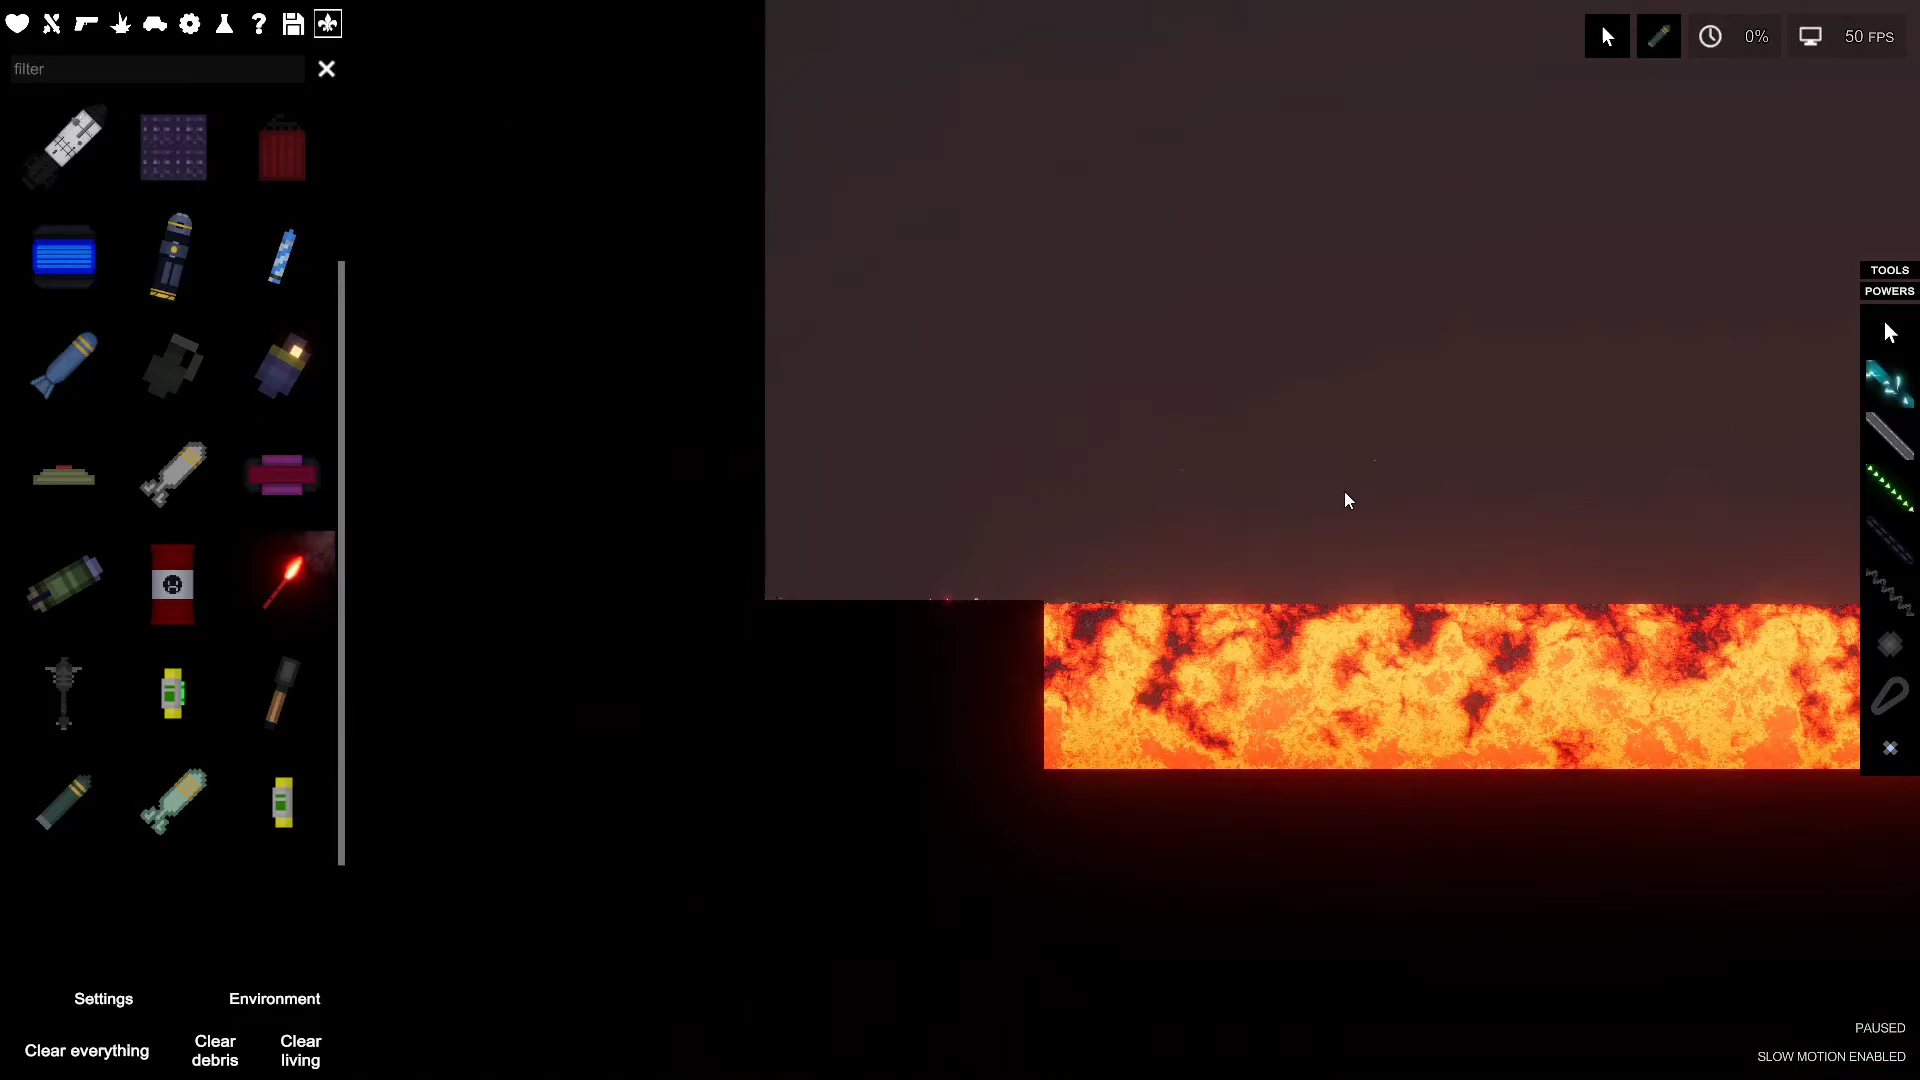 filter
0%
50 FPS
TOOLS
POWERS
Settings
Environment
Clear everything
Clear
debris
Clear
living
PAUSED
SLOW MOTION ENABLED